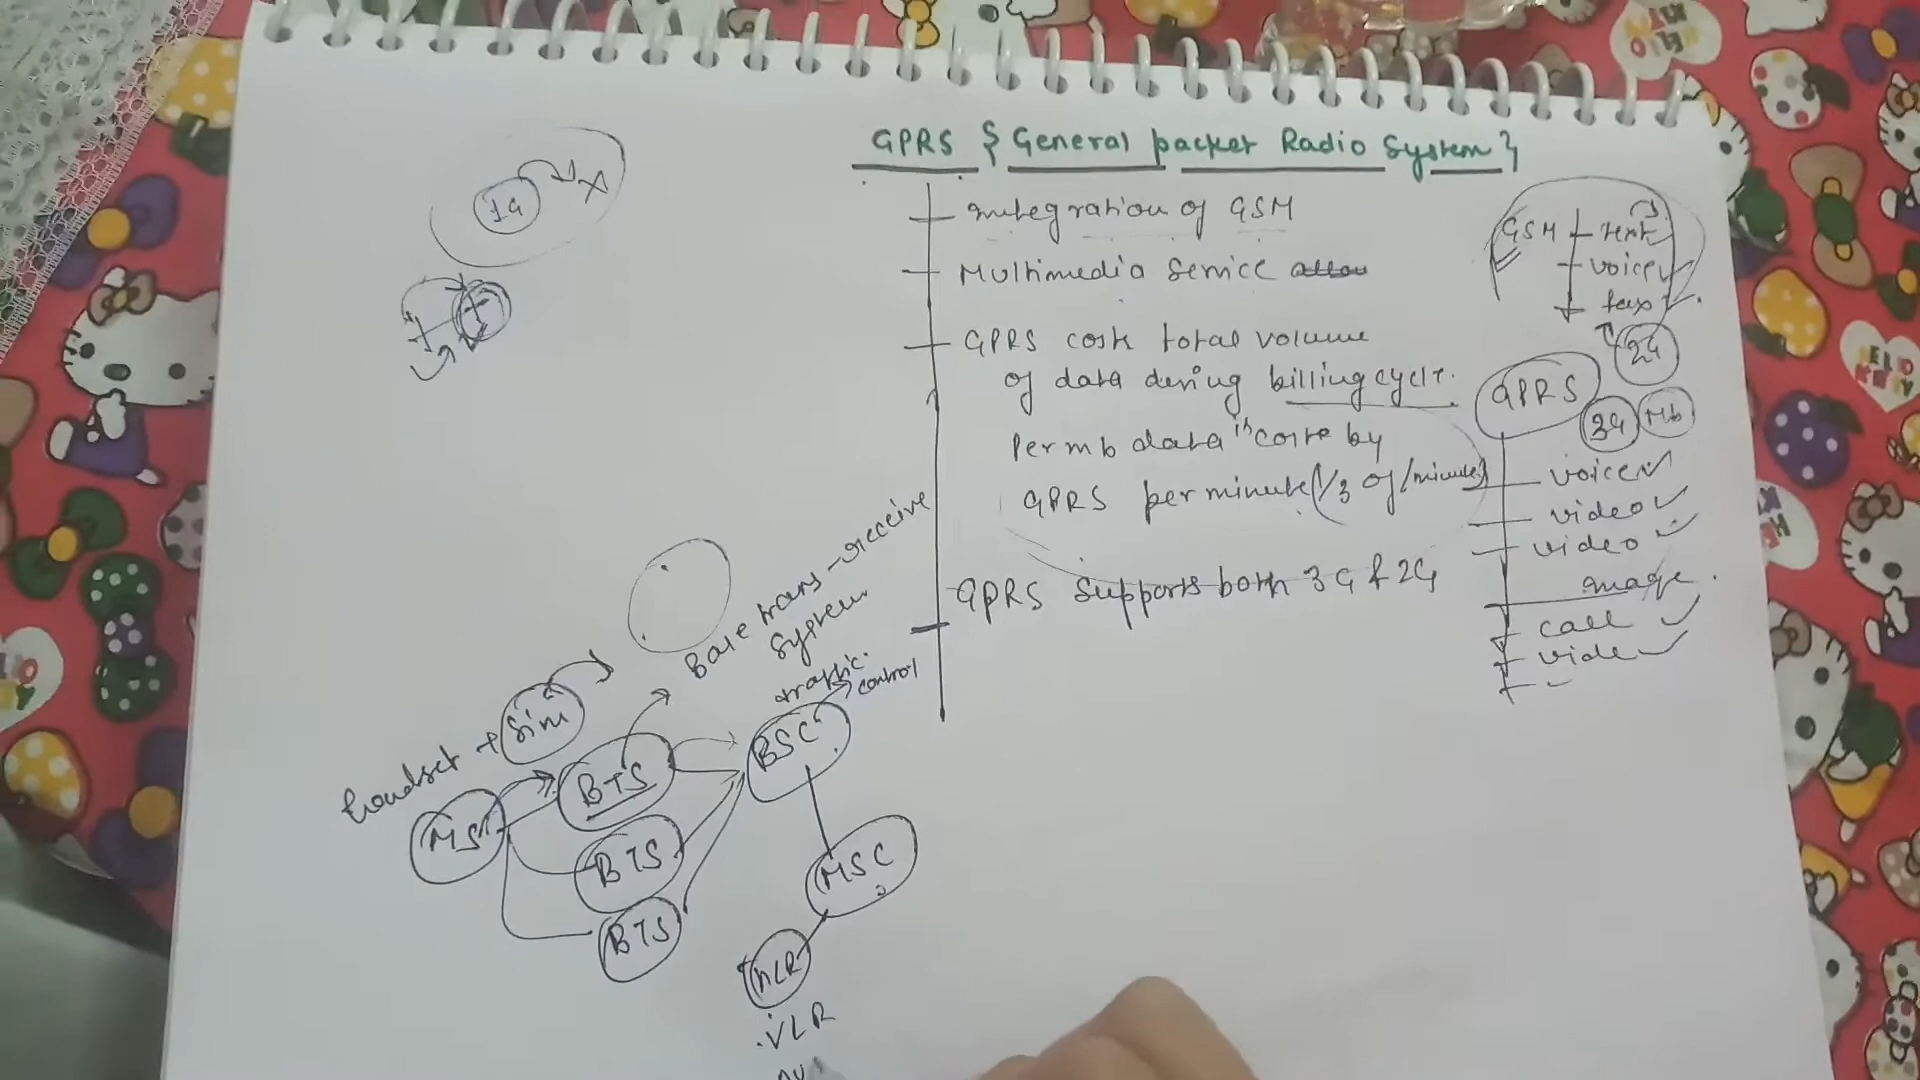 GPRS { General packet Radio System }
integration of GSM
Multimedia Service
GPRS cost total volume
of data during billing cycle.
Per mb data is cost by
GPRS per minute (1/3 of /minute)
GPRS Supports both 3G & 2G
GSM
text
voice
fax
2G
GPRS
3G
Mb
voice
video
video
image
call
vide
1G
X
Base trans-receive
System
traffic
control
handset + Sim
MS
BTS
BTS
BTS
BSC
MSC
HLR
VLR